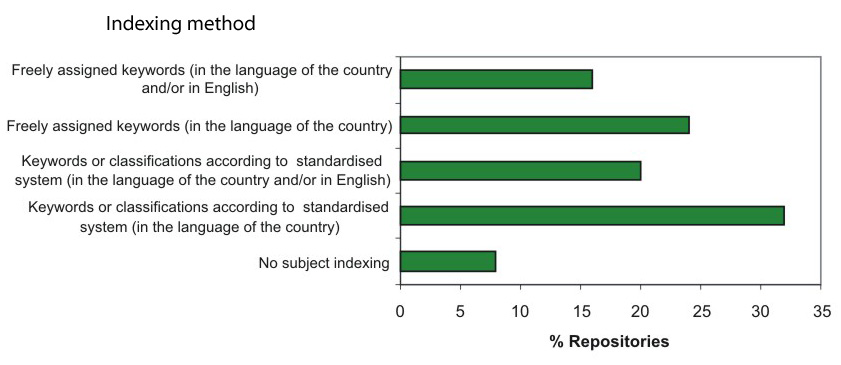 Indexing method
Freely assigned keywords (in the language of the country
and/or in English)
Freely assigned keywords (in the language of the country)
Keywords or classifications according to  standardised
system (in the language of the country and/or in English)
Keywords or classifications according to  standardised
system (in the language of the country)
No subject indexing
0 5 10 15 20 25 30 35
% Repositories